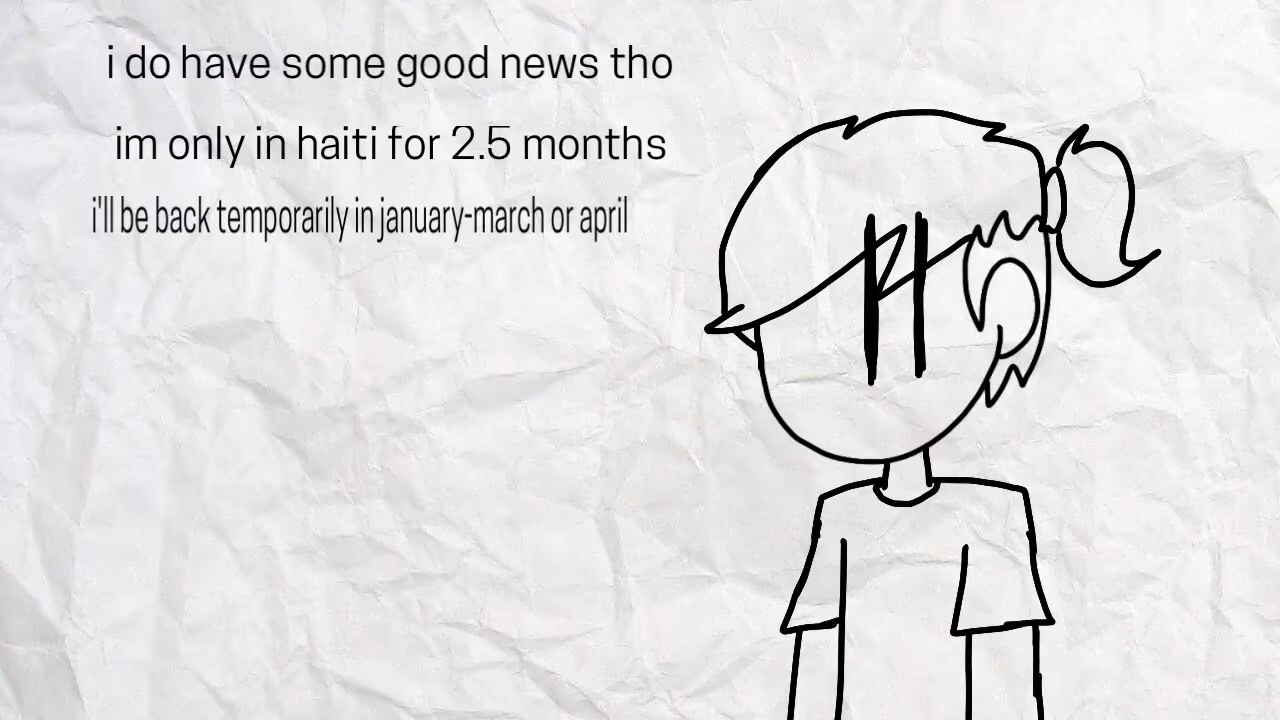 i do have some good news tho
im only in haiti for 2.5 months
i'll be back temporarily in january-march or april